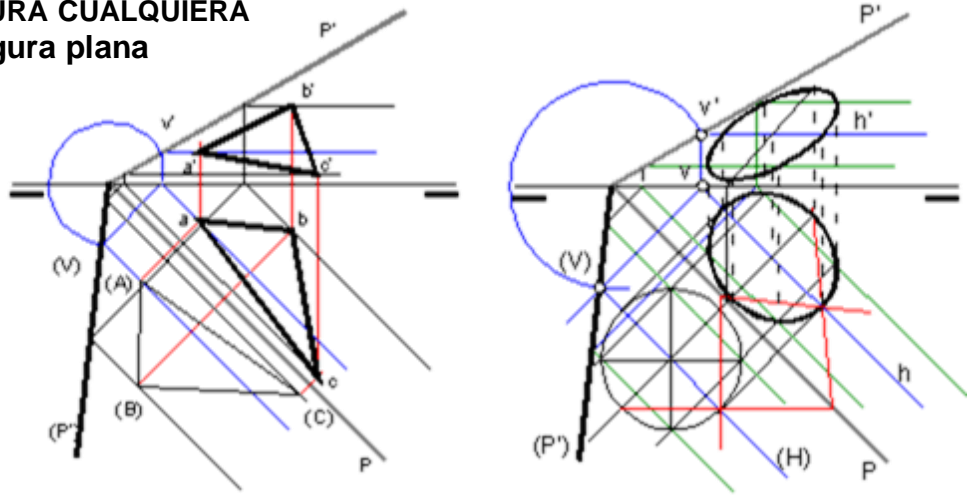 URA CUALQUIERA
gura plana
P'
b'
v'
a'
c'
a
b
(V)
(A)
c
(B)
(C)
(P')
P
P'
v'
h'
v
(V)
h
(P')
(H)
P